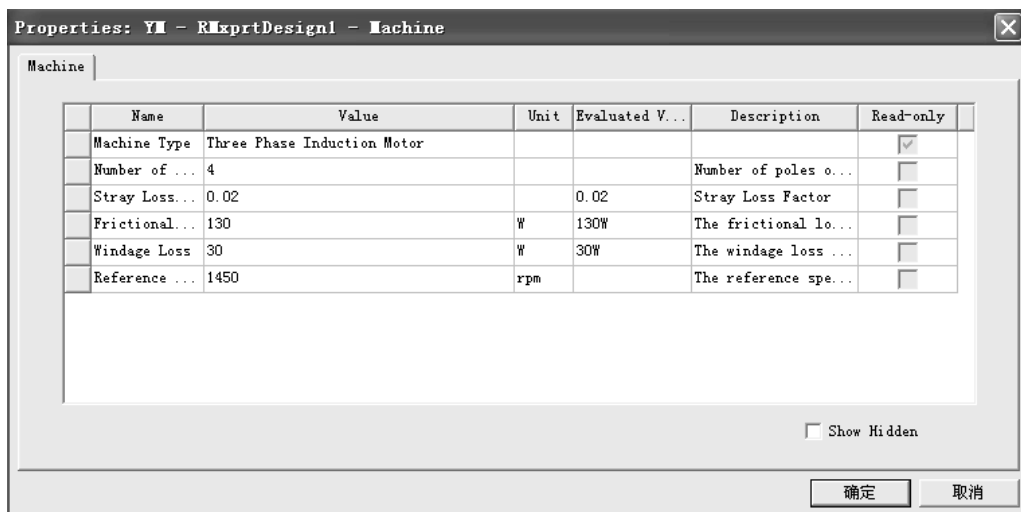 Properties: YM - RMxprtDesign1 - Machine
Machine
Name Value Unit Evaluated V... Description Read-only
Machine Type Three Phase Induction Motor
Number of ... 4 Number of poles o...
Stray Loss... 0.02 0.02 Stray Loss Factor
Frictional... 130 W 130W The frictional lo...
Windage Loss 30 W 30W The windage loss ...
Reference ... 1450 rpm The reference spe...
Show Hidden
确定 取消